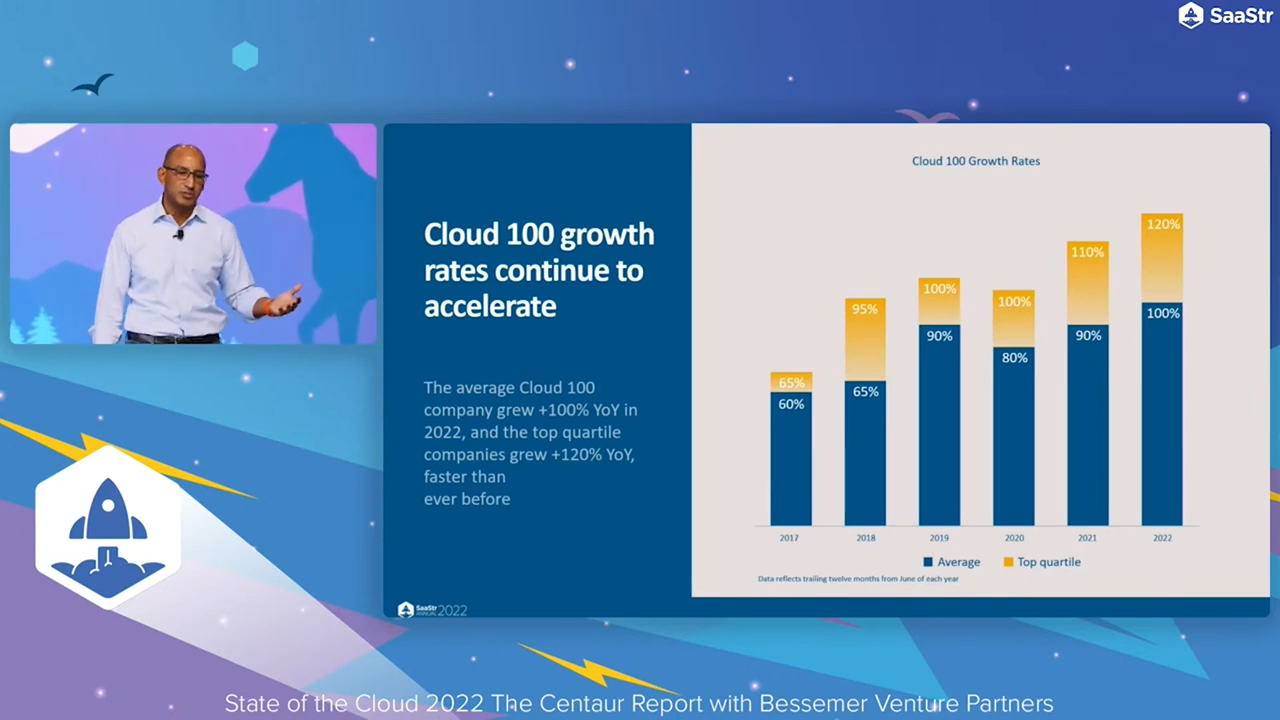 SaaStr
Cloud 100 growth
rates continue to
accelerate
The average Cloud 100
company grew +100% YoY in
2022, and the top quartile
companies grew +120% YoY,
faster than
ever before
SaaStr
ANNUAL 2022
Cloud 100 Growth Rates
65%
60%
95%
65%
100%
90%
100%
80%
110%
90%
120%
100%
2017 2018 2019 2020 2021 2022
Average Top quartile
Data reflects trailing twelve months from June of each year
State of the Cloud 2022 The Centaur Report with Bessemer Venture Partners